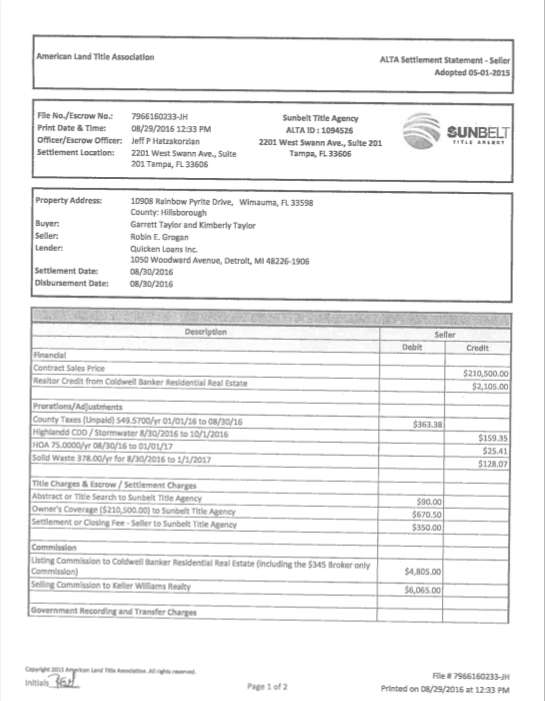 American Land Title Association
ALTA Settlement Statement - Seller
Adopted 05-01-2015
File No./Escrow No.: 7966160233-JH
Print Date & Time: 08/29/2016 12:33 PM
Officer/Escrow Officer: Jeff P Hatzakorzian
Settlement Location: 2201 West Swann Ave., Suite
201 Tampa, FL 33606
Sunbelt Title Agency
ALTA ID : 1094526
2201 West Swann Ave., Suite 201
Tampa, FL 33606
SUNBELT
TITLE AGENCY
Property Address: 10908 Rainbow Pyrite Drive, Wimauma, FL 33598
County: Hillsborough
Buyer: Garrett Taylor and Kimberly Taylor
Seller: Robin E. Grogan
Lender: Quicken Loans Inc.
1050 Woodward Avenue, Detroit, MI 48226-1906
Settlement Date: 08/30/2016
Disbursement Date: 08/30/2016
Description Seller
Debit Credit
Financial
Contract Sales Price $210,500.00
Realtor Credit from Coldwell Banker Residential Real Estate $2,105.00
Prorations/Adjustments
County Taxes (Unpaid) 549.5700/yr 01/01/16 to 08/30/16 $363.38
Highlandd CDD / Stormwater 8/30/2016 to 10/1/2016 $159.35
HOA 75.0000/yr 08/30/16 to 01/01/17 $25.41
Solid Waste 378.00/yr for 8/30/2016 to 1/1/2017 $128.07
Title Charges & Escrow / Settlement Charges
Abstract or Title Search to Sunbelt Title Agency $90.00
Owner's Coverage ($210,500.00) to Sunbelt Title Agency $670.50
Settlement or Closing Fee - Seller to Sunbelt Title Agency $350.00
Commission
Listing Commission to Coldwell Banker Residential Real Estate (including the $345 Broker only
Commission) $4,805.00
Selling Commission to Keller Williams Realty $6,065.00
Government Recording and Transfer Charges
Copyright 2015 American Land Title Association. All rights reserved.
Initials
Page 1 of 2
File # 7966160233-JH
Printed on 08/29/2016 at 12:33 PM